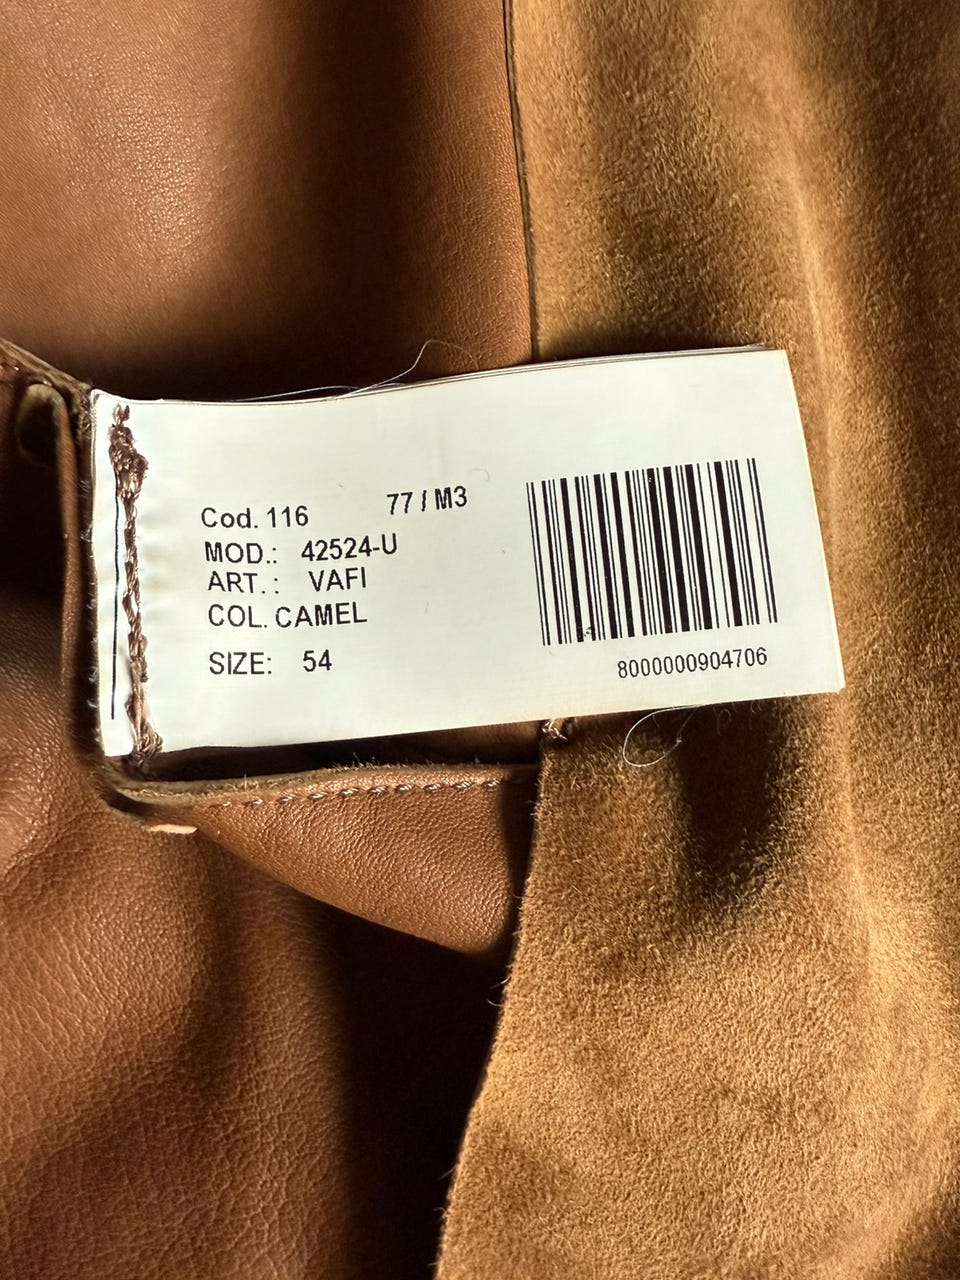 Cod. 116 77 / M3
MOD.: 42524-U
ART. : VAFI
COL. CAMEL
SIZE: 54
8000000904706